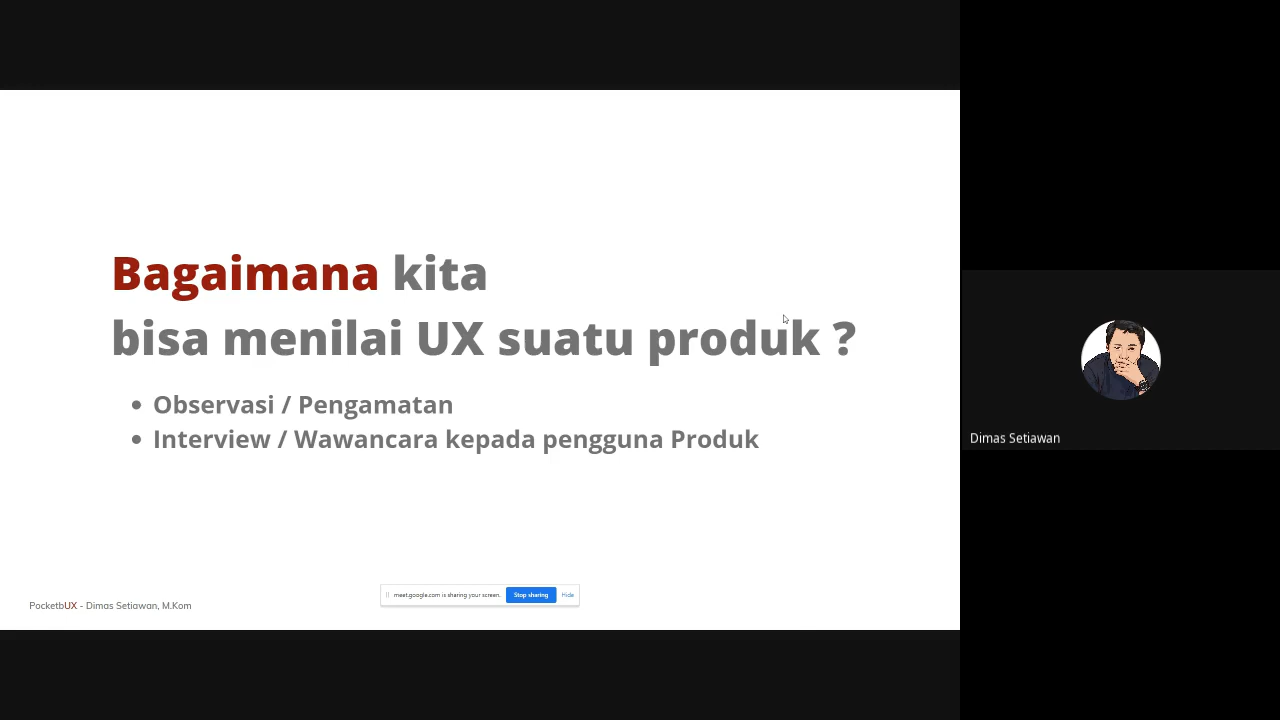 Bagaimana kita
bisa menilai UX suatu produk ?
Observasi / Pengamatan
Interview / Wawancara kepada pengguna Produk
Dimas Setiawan
meet.google.com is sharing your screen.
Stop sharing
Hide
PocketbUX - Dimas Setiawan, M.Kom